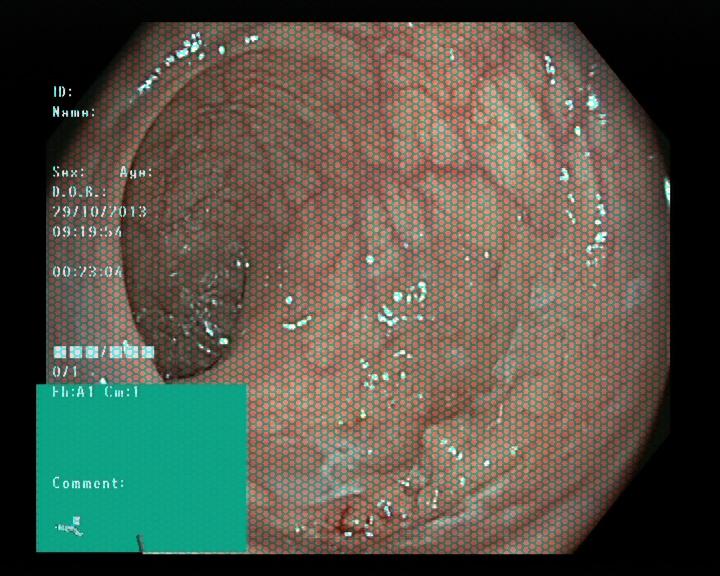 ID:
Name:
Sex: Age:
D.O.B.:
29/10/2013
09:19:54
00:23:04
0/1
Eh:A1 Cm:1
Comment: